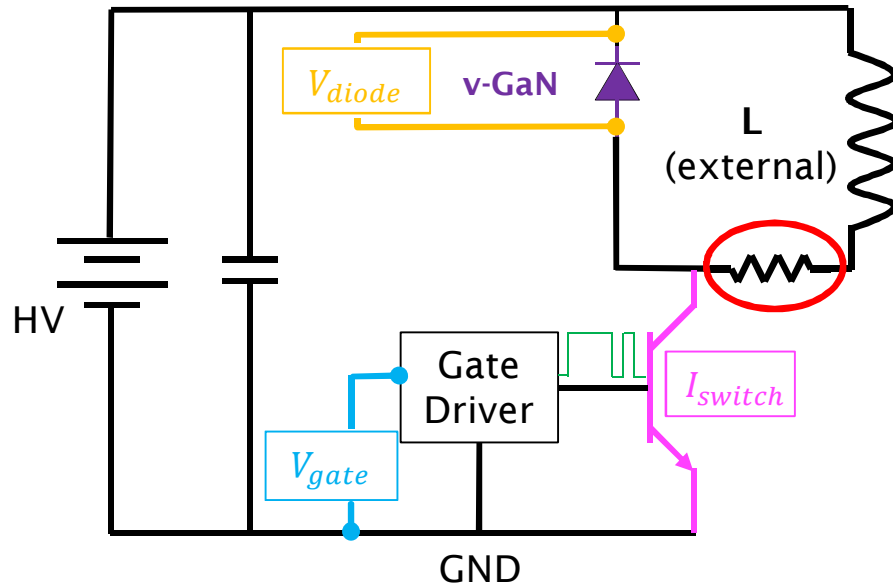 V_diode
v-GaN
L
(external)
HV
Gate
Driver
I_switch
V_gate
GND